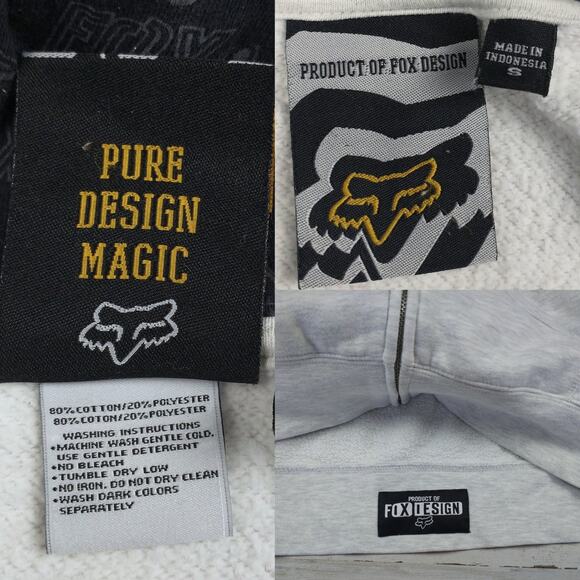 PURE
DESIGN
MAGIC
80% COTTON/20% POLYESTER
80% COTON/20% POLYESTER
WASHING INSTRUCTIONS
•MACHINE WASH GENTLE COLD.
USE GENTLE DETERGENT
•NO BLEACH
•TUMBLE DRY LOW
•NO IRON. DO NOT DRY CLEAN
•WASH DARK COLORS
SEPARATELY
PRODUCT OF FOX DESIGN
MADE IN
INDONESIA
S
PRODUCT OF
FOX DESIGN